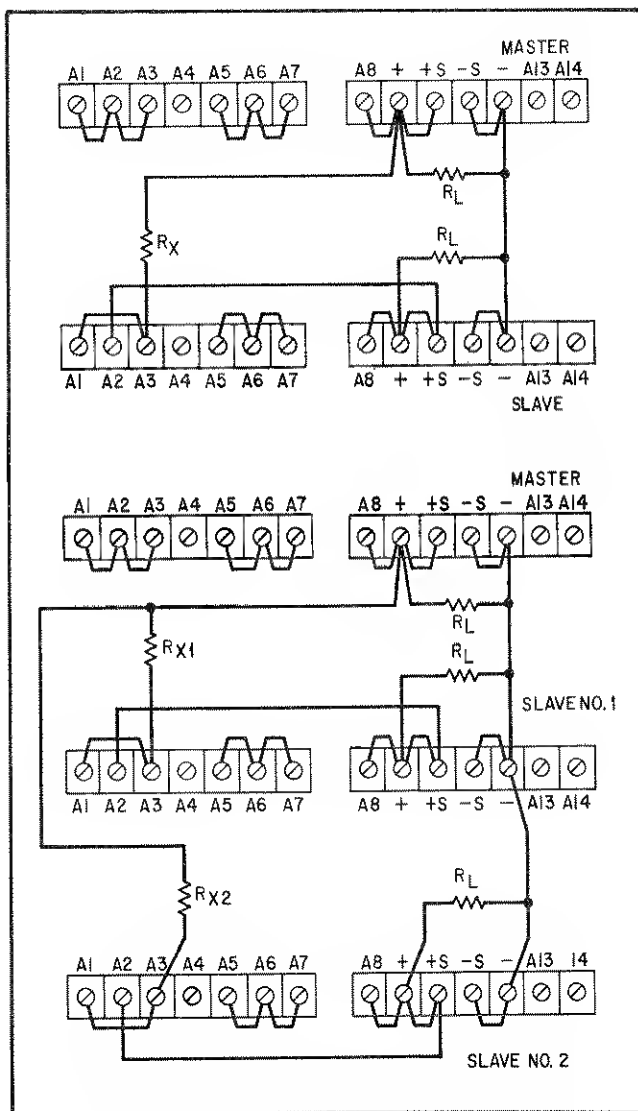 MASTER
A1 A2 A3 A4 A5 A6 A7 A8 + +S -S - A13 A14
RL
RX
RL
A1 A2 A3 A4 A5 A6 A7 A8 + +S -S - A13 A14
SLAVE
MASTER
A1 A2 A3 A4 A5 A6 A7 A8 + +S -S - A13 A14
RL
RX1
RL
SLAVE NO. 1
A1 A2 A3 A4 A5 A6 A7 A8 + +S -S - A13 A14
RX2
RL
A1 A2 A3 A4 A5 A6 A7 A8 + +S -S - A13 14
SLAVE NO. 2